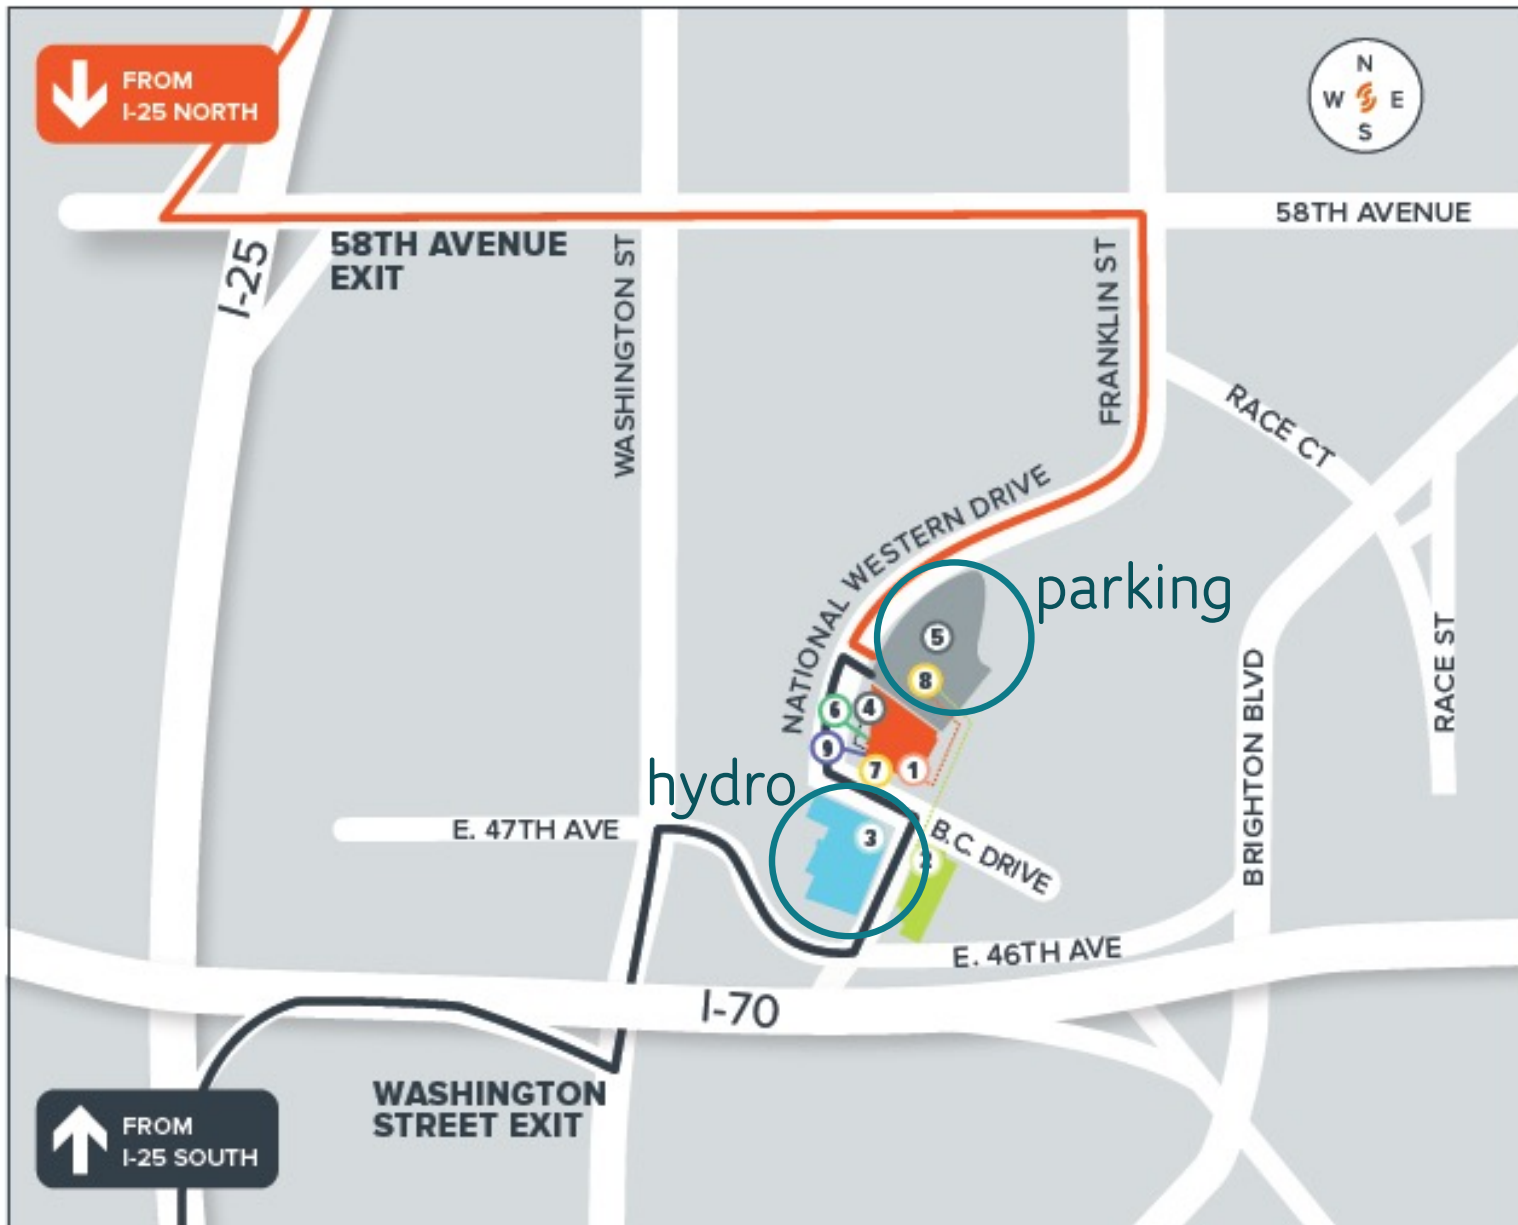 FROM
I-25 NORTH
N
W E
S
58TH AVENUE
58TH AVENUE
EXIT
I-25
WASHINGTON ST
FRANKLIN ST
RACE CT
NATIONAL WESTERN DRIVE
parking
5
8
6
4
9
7
1
RACE ST
BRIGHTON BLVD
hydro
E. 47TH AVE
3
2
B.C. DRIVE
E. 46TH AVE
I-70
WASHINGTON
STREET EXIT
FROM
I-25 SOUTH